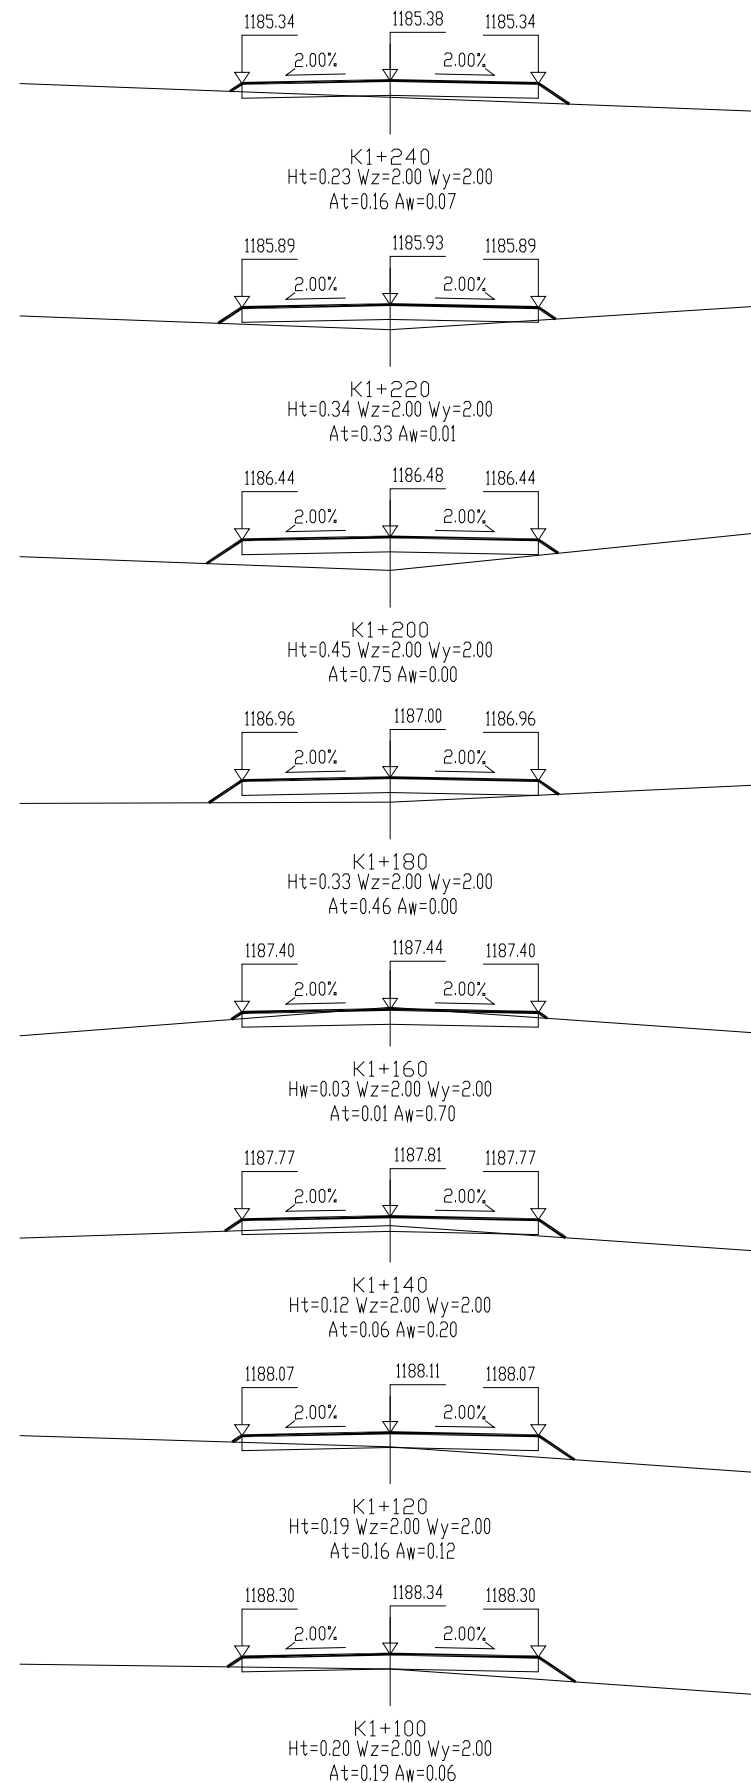 1185.34 1185.38 1185.34
2.00% 2.00%
K1+240
Ht=0.23 Wz=2.00 Wy=2.00
At=0.16 Aw=0.07
1185.89 1185.93 1185.89
2.00% 2.00%
K1+220
Ht=0.34 Wz=2.00 Wy=2.00
At=0.33 Aw=0.01
1186.44 1186.48 1186.44
2.00% 2.00%
K1+200
Ht=0.45 Wz=2.00 Wy=2.00
At=0.75 Aw=0.00
1186.96 1187.00 1186.96
2.00% 2.00%
K1+180
Ht=0.33 Wz=2.00 Wy=2.00
At=0.46 Aw=0.00
1187.40 1187.44 1187.40
2.00% 2.00%
K1+160
Hw=0.03 Wz=2.00 Wy=2.00
At=0.01 Aw=0.70
1187.77 1187.81 1187.77
2.00% 2.00%
K1+140
Ht=0.12 Wz=2.00 Wy=2.00
At=0.06 Aw=0.20
1188.07 1188.11 1188.07
2.00% 2.00%
K1+120
Ht=0.19 Wz=2.00 Wy=2.00
At=0.16 Aw=0.12
1188.30 1188.34 1188.30
2.00% 2.00%
K1+100
Ht=0.20 Wz=2.00 Wy=2.00
At=0.19 Aw=0.06